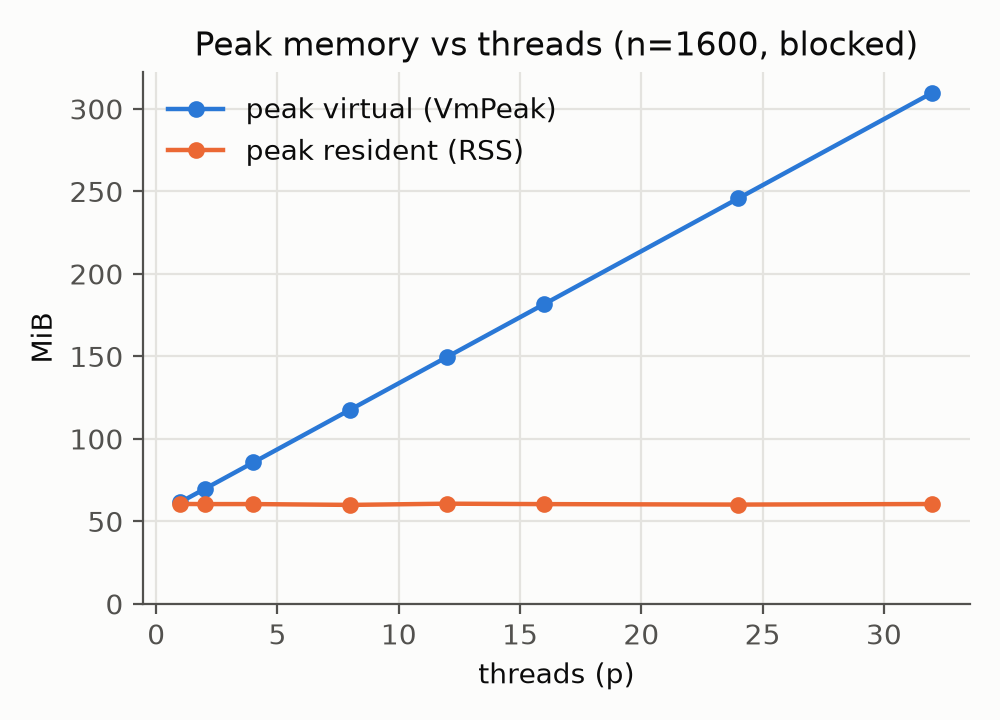 Peak memory vs threads (n=1600, blocked)
peak virtual (VmPeak)
peak resident (RSS)
MiB
300
250
200
150
100
50
0
0 5 10 15 20 25 30
threads (p)